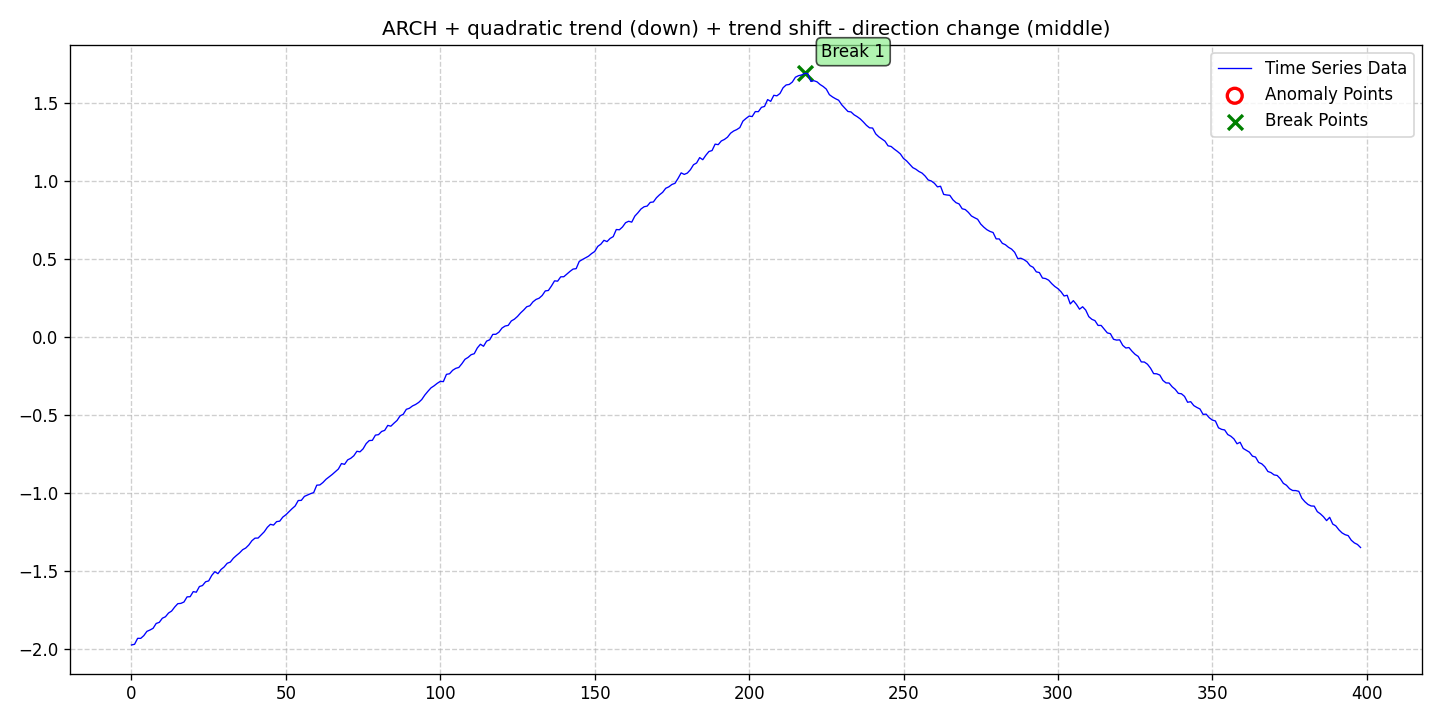 ARCH + quadratic trend (down) + trend shift - direction change (middle)
Break 1
Time Series Data
Anomaly Points
Break Points
1.5
1.0
0.5
0.0
−0.5
−1.0
−1.5
−2.0
0 50 100 150 200 250 300 350 400